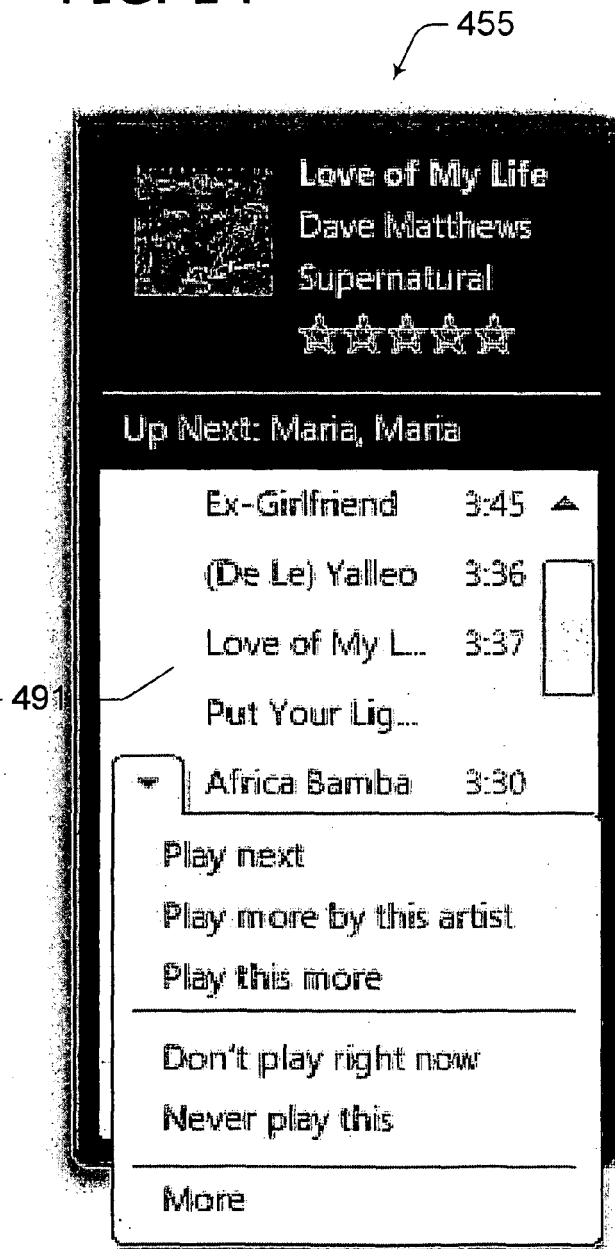 455
Love of My Life
Dave Matthews
Supernatural
Up Next: Maria, Maria
Ex-Girlfriend 3:45
(De Le) Yalleo 3:36
Love of My L... 3:37
491
Put Your Lig...
Africa Bamba 3:30
Play next
Play more by this artist
Play this more
Don't play right now
Never play this
More